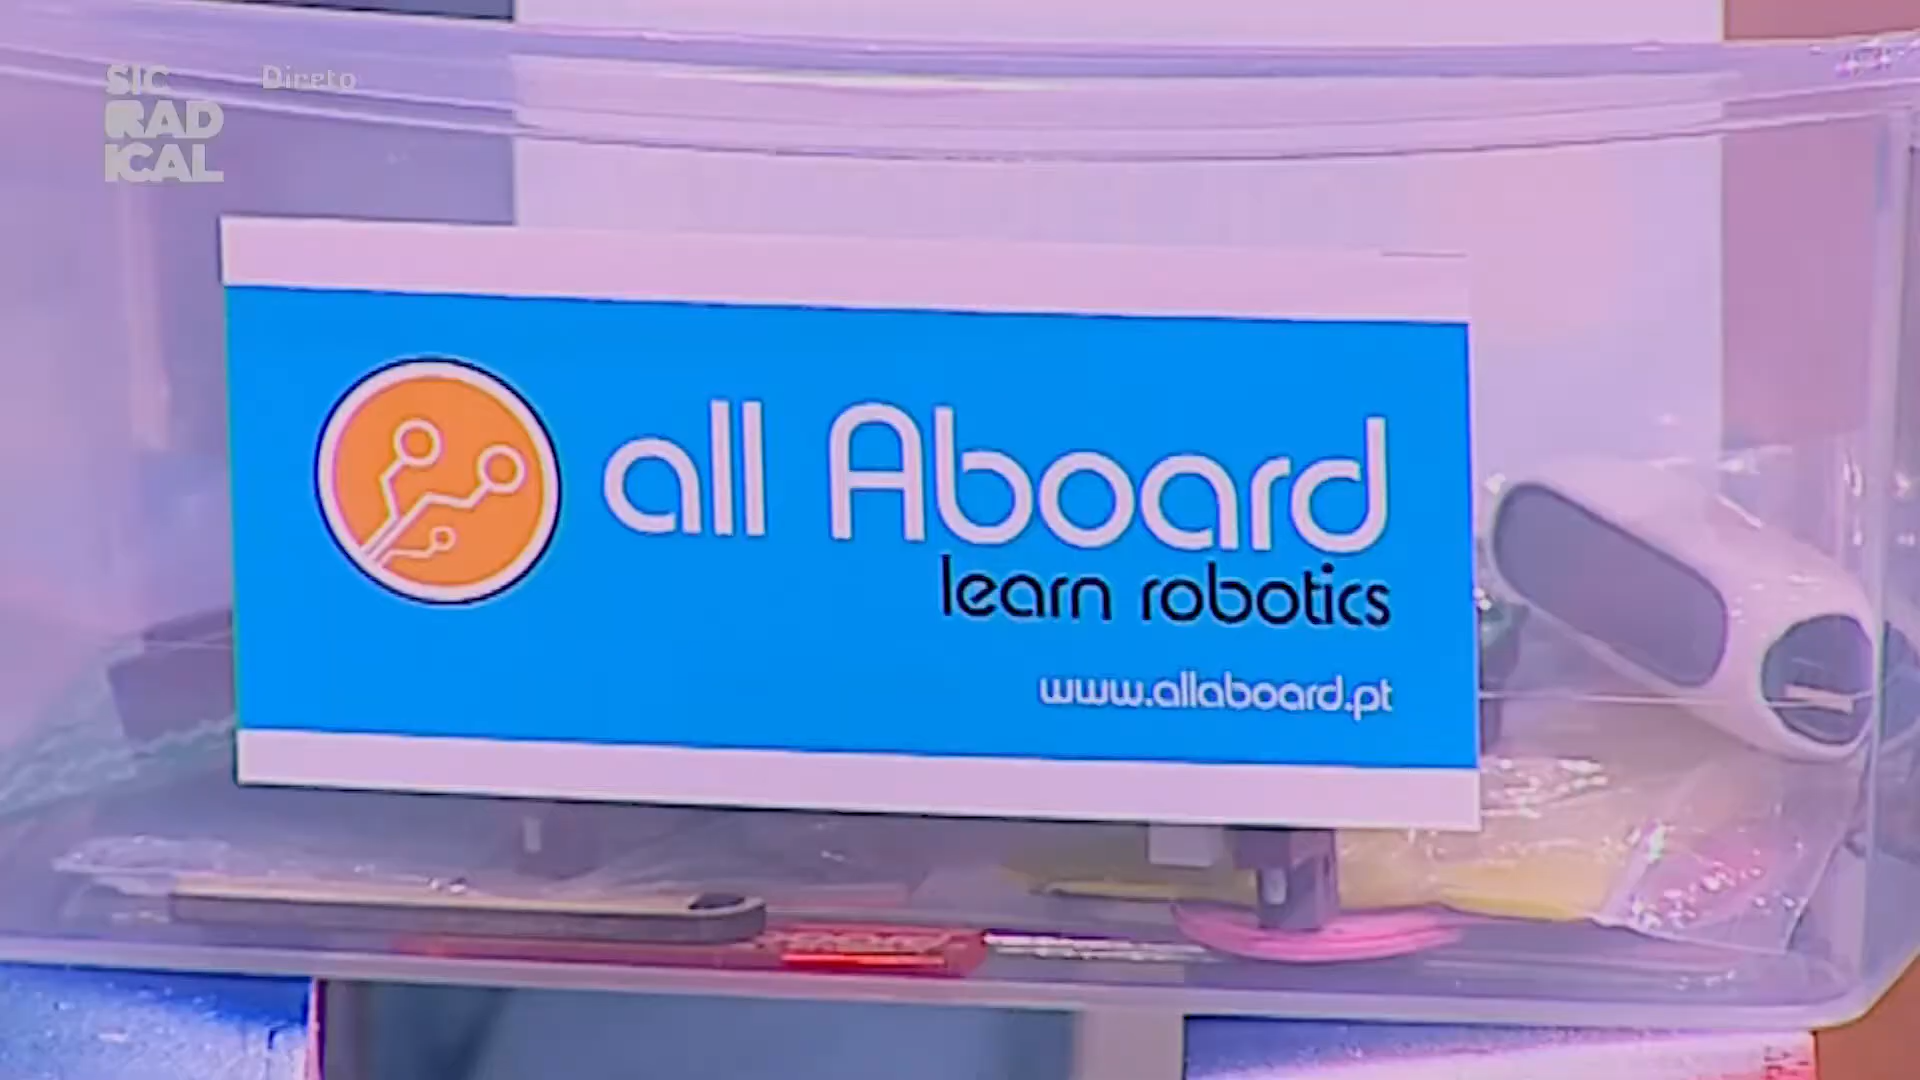 SIC
RAD
ICAL
Direto
all Aboard
learn robotics
www.allaboard.pt